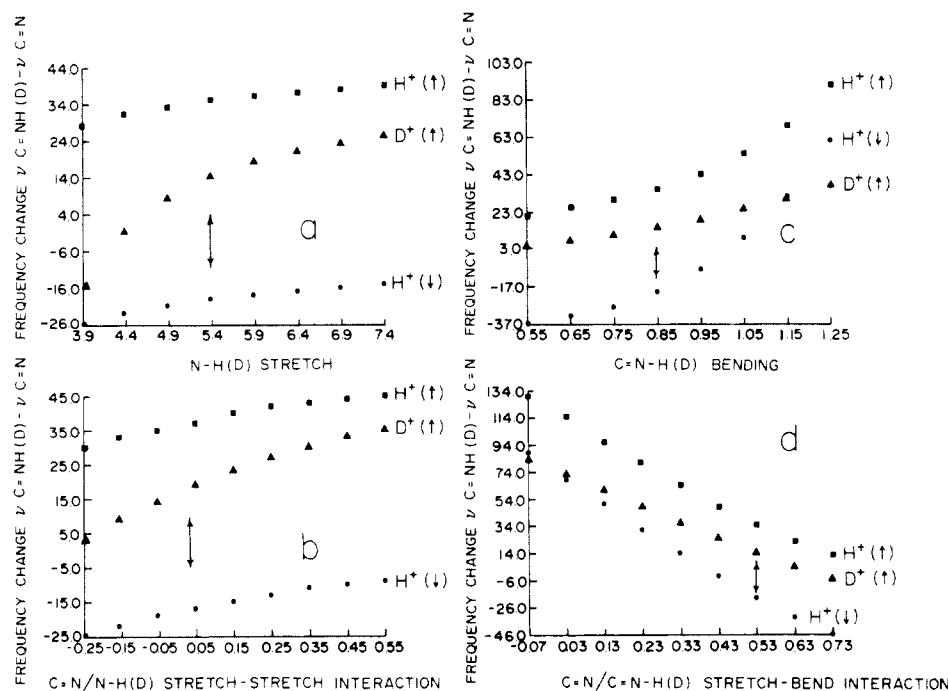 FREQUENCY CHANGE ν C=NH(D)-ν C=N
44.0
34.0
24.0
14.0
4.0
-6.0
-16.0
-26.0
3.9 4.4 4.9 5.4 5.9 6.4 6.9 7.4
N-H(D) STRETCH
H+(↑)
D+(↑)
H+(↓)
a
FREQUENCY CHANGE ν C=NH(D)-ν C=N
103.0
83.0
63.0
43.0
23.0
3.0
-17.0
-37.0
0.55 0.65 0.75 0.85 0.95 1.05 1.15 1.25
C=N-H(D) BENDING
H+(↑)
H+(↓)
D+(↑)
c
FREQUENCY CHANGE ν C=NH(D)-ν C=N
45.0
35.0
25.0
15.0
5.0
-5.0
-15.0
-25.0
-0.25 -0.15 -0.05 0.05 0.15 0.25 0.35 0.45 0.55
C=N/N-H(D) STRETCH-STRETCH INTERACTION
H+(↑)
D+(↑)
H+(↓)
b
FREQUENCY CHANGE ν C=NH(D)-ν C=N
134.0
114.0
94.0
74.0
54.0
34.0
14.0
-6.0
-26.0
-46.0
-0.07 0.03 0.13 0.23 0.33 0.43 0.53 0.63 0.73
C=N/C=N-H(D) STRETCH-BEND INTERACTION
H+(↑)
D+(↑)
H+(↓)
d